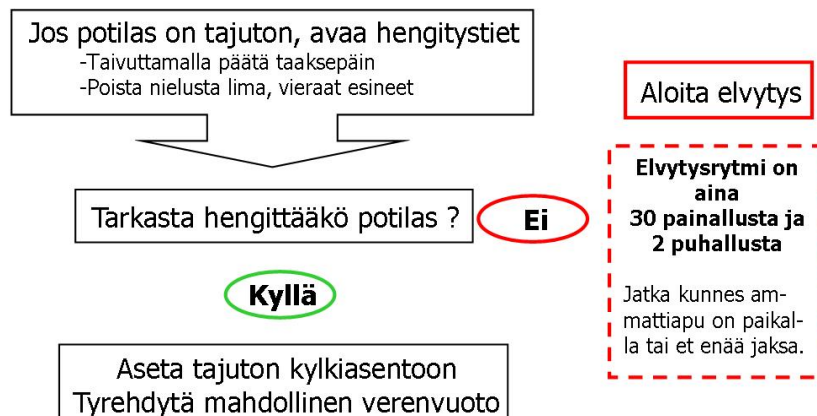 Jos potilas on tajuton, avaa hengitystiet
-Taivuttamalla päätä taaksepäin
-Poista nielusta lima, vieraat esineet
Tarkasta hengittääkö potilas ?
Ei
Aloita elvytys
Elvytysrytmi on
aina
30 painallusta ja
2 puhallusta
Jatka kunnes am-
mattiapu on paikal-
la tai et enää jaksa.
Kyllä
Aseta tajuton kylkiasentoon
Tyrehdytä mahdollinen verenvuoto